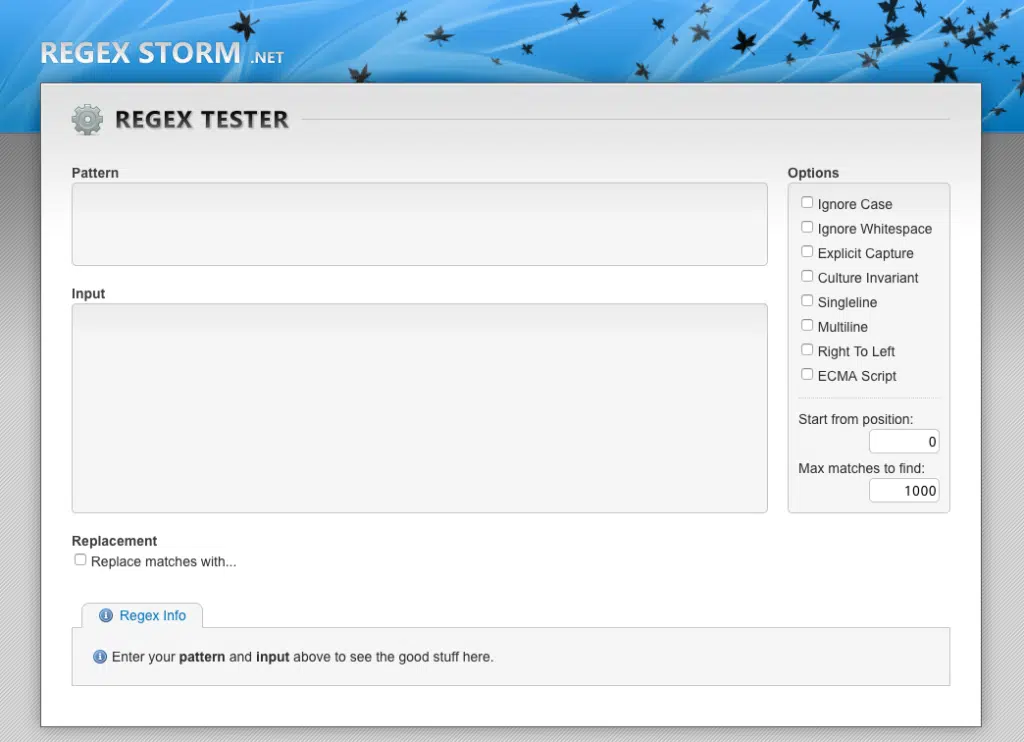 REGEX STORM .NET
REGEX TESTER
Pattern
Input
Options
Ignore Case
Ignore Whitespace
Explicit Capture
Culture Invariant
Singleline
Multiline
Right To Left
ECMA Script
Start from position:
0
Max matches to find:
1000
Replacement
Replace matches with...
Regex Info
Enter your pattern and input above to see the good stuff here.